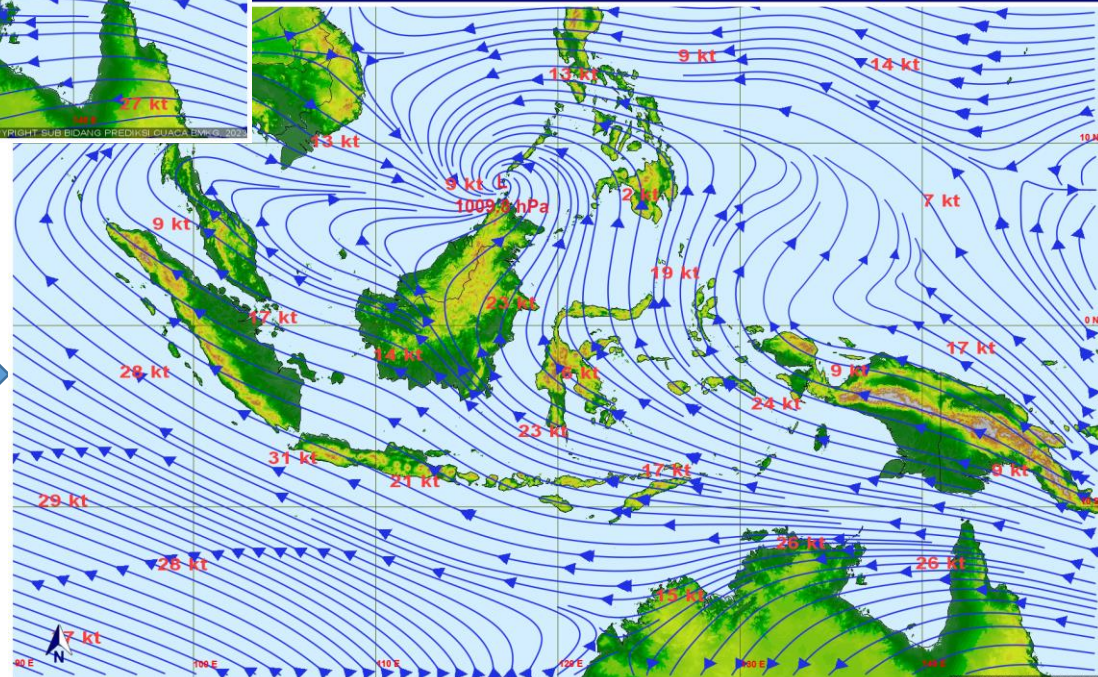 27 kt
YRIGHT SUB BIDANG PREDIKSI CUACA BMKG, 202
9 kt
14 kt
13 kt
13 kt
10 N
9 kt
L
2 kt
7 kt
1009.8 hPa
9 kt
19 kt
23 kt
17 kt
0 N
14 kt
17 kt
28 kt
9 kt
24 kt
23 kt
31 kt
17 kt
9 kt
21 kt
29 kt
26 kt
28 kt
26 kt
15 kt
7 kt
N
90 E
100 E
110 E
120 E
130 E